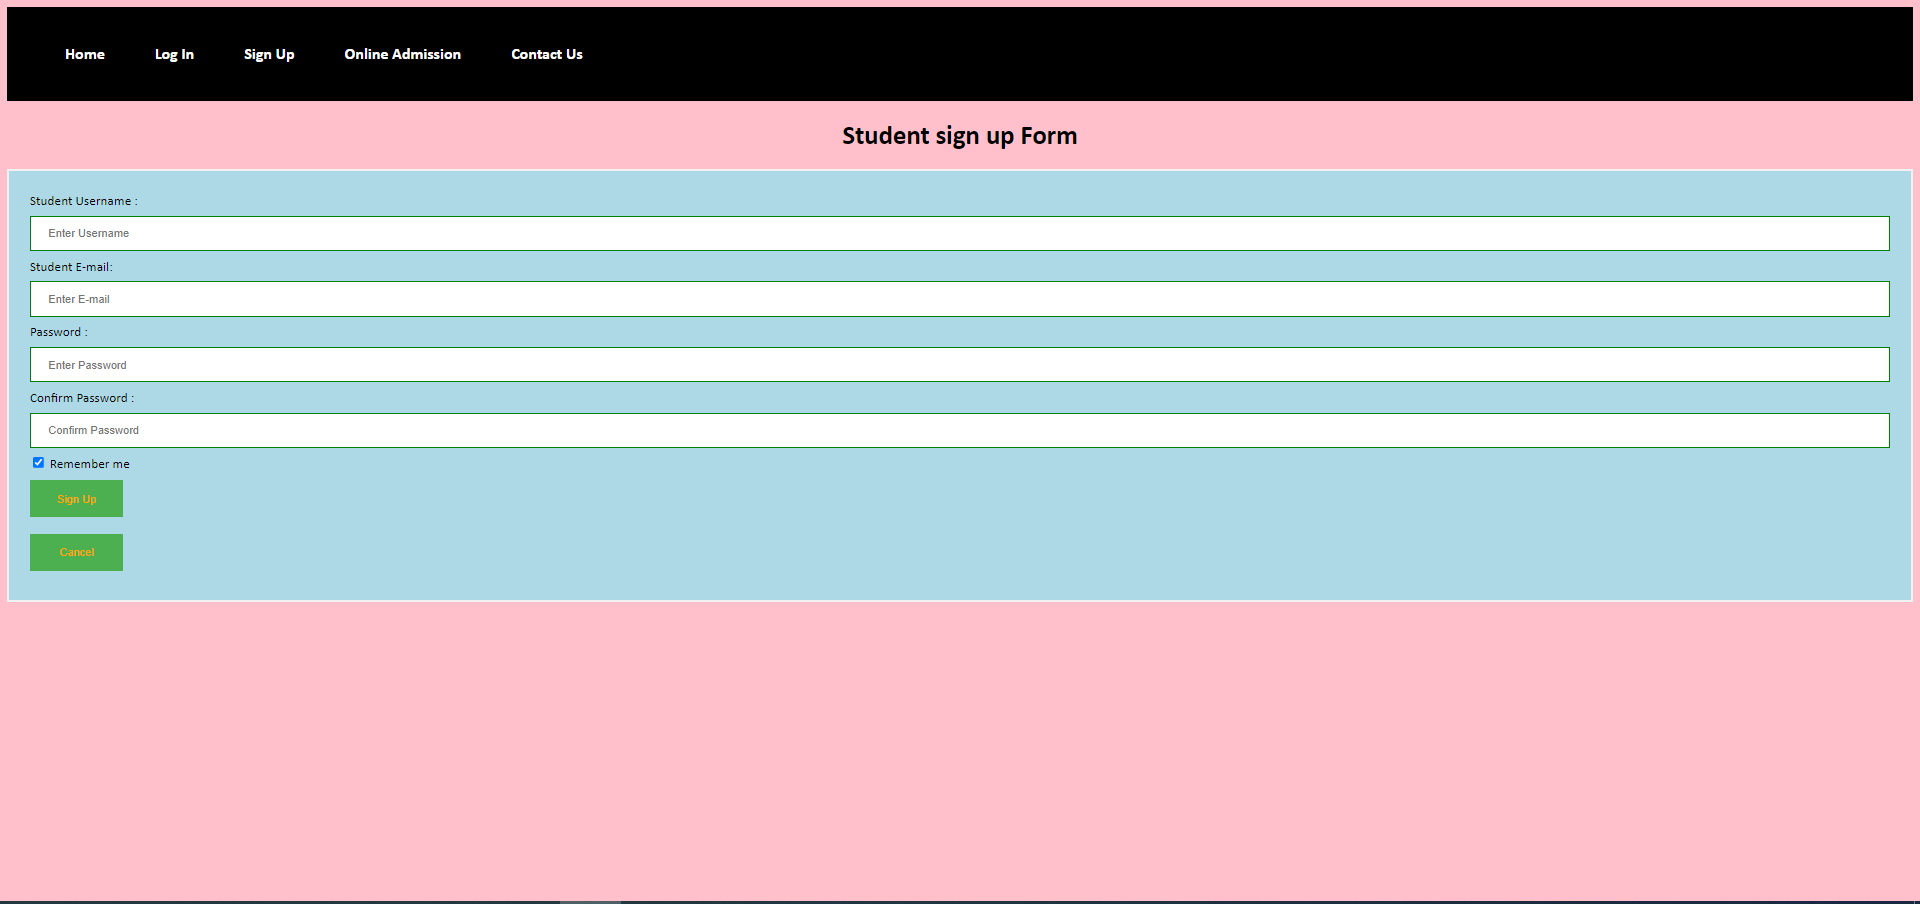 Home Log In Sign Up Online Admission Contact Us
Student sign up Form
Student Username :
Enter Username
Student E-mail:
Enter E-mail
Password :
Enter Password
Confirm Password :
Confirm Password
Remember me
Sign Up
Cancel